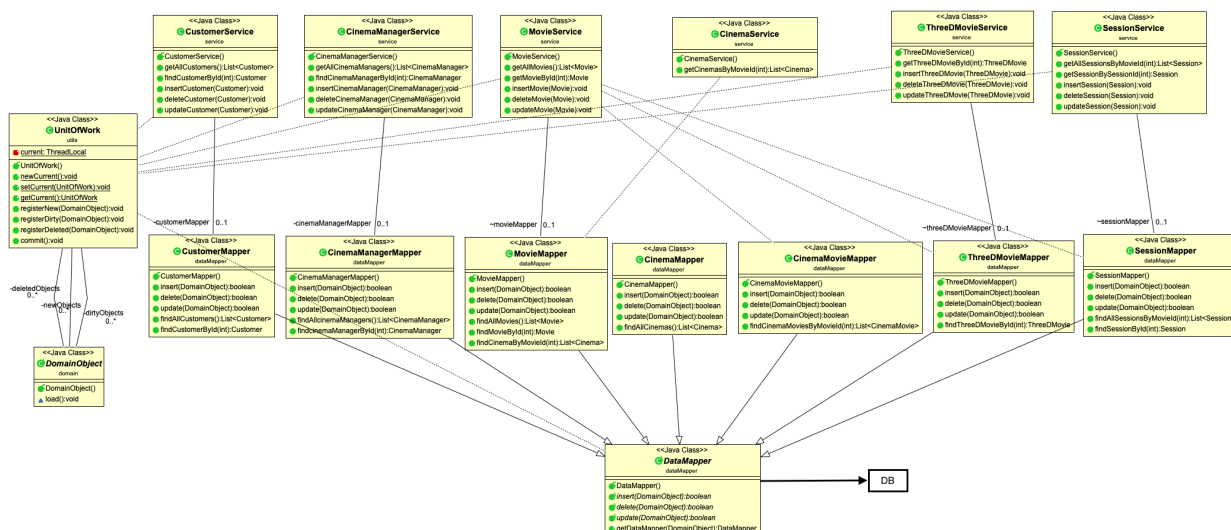 <<Java Class>>
CustomerService
service
CustomerService()
getAllCustomers():List<Customer>
findCustomerById(int):Customer
insertCustomer(Customer):void
deleteCustomer(Customer):void
updateCustomer(Customer):void
<<Java Class>>
CinemaManagerService
service
CinemaManagerService()
getAllCinemaManagers():List<CinemaManager>
findCinemaManagerById(int):CinemaManager
insertCinemaManager(CinemaManager):void
deleteCinemaManager(CinemaManager):void
updateCinemaManager(CinemaManager):void
<<Java Class>>
MovieService
service
MovieService()
getAllMovies():List<Movie>
getMovieById(int):Movie
insertMovie(Movie):void
deleteMovie(Movie):void
updateMovie(Movie):void
<<Java Class>>
CinemaService
service
CinemaService()
getCinemasByMovieId(int):List<Cinema>
<<Java Class>>
ThreeDMovieService
service
ThreeDMovieService()
getThreeDMovieById(int):ThreeDMovie
insertThreeDMovie(ThreeDMovie):void
deleteThreeDMovie(ThreeDMovie):void
updateThreeDMovie(ThreeDMovie):void
<<Java Class>>
SessionService
service
SessionService()
getAllSessionsByMovieId(int):List<Session>
getSessionBySessionId(int):Session
insertSession(Session):void
deleteSession(Session):void
updateSession(Session):void
<<Java Class>>
UnitOfWork
utils
current: ThreadLocal
UnitOfWork()
newCurrent():void
setCurrent(UnitOfWork):void
getCurrent():UnitOfWork
registerNew(DomainObject):void
registerDirty(DomainObject):void
registerDeleted(DomainObject):void
commit():void
-customerMapper 0..1
-cinemaManagerMapper 0..1
~movieMapper 0..1
~threeDMovieMapper 0..1
~sessionMapper 0..1
<<Java Class>>
CustomerMapper
dataMapper
CustomerMapper()
insert(DomainObject):boolean
delete(DomainObject):boolean
update(DomainObject):boolean
findAllCustomers():List<Customer>
findCustomerById(int):Customer
<<Java Class>>
CinemaManagerMapper
dataMapper
CinemaManagerMapper()
insert(DomainObject):boolean
delete(DomainObject):boolean
update(DomainObject):boolean
findAllcinemaManagers():List<CinemaManager>
findcinemaManagerById(int):CinemaManager
<<Java Class>>
MovieMapper
dataMapper
MovieMapper()
insert(DomainObject):boolean
delete(DomainObject):boolean
update(DomainObject):boolean
findAllMovies():List<Movie>
findMovieById(int):Movie
findCinemaByMovieId(int):List<Cinema>
<<Java Class>>
CinemaMapper
dataMapper
CinemaMapper()
insert(DomainObject):boolean
delete(DomainObject):boolean
update(DomainObject):boolean
findAllCinemas():List<Cinema>
<<Java Class>>
CinemaMovieMapper
dataMapper
CinemaMovieMapper()
insert(DomainObject):boolean
delete(DomainObject):boolean
update(DomainObject):boolean
findCinemaMoviesByMovieId(int):List<CinemaMovie>
<<Java Class>>
ThreeDMovieMapper
dataMapper
ThreeDMovieMapper()
insert(DomainObject):boolean
delete(DomainObject):boolean
update(DomainObject):boolean
findThreeDMovieById(int):ThreeDMovie
<<Java Class>>
SessionMapper
dataMapper
SessionMapper()
insert(DomainObject):boolean
delete(DomainObject):boolean
update(DomainObject):boolean
findAllSessionsByMovieId(int):List<Session
findSessionById(int):Session
-deletedObjects
0..*
-newObjects
0..*
-dirtyObjects
0..*
<<Java Class>>
DomainObject
domain
DomainObject()
load():void
<<Java Class>>
DataMapper
dataMapper
DataMapper()
insert(DomainObject):boolean
delete(DomainObject):boolean
update(DomainObject):boolean
getDataMapper(DomainObject):DataMapper
DB